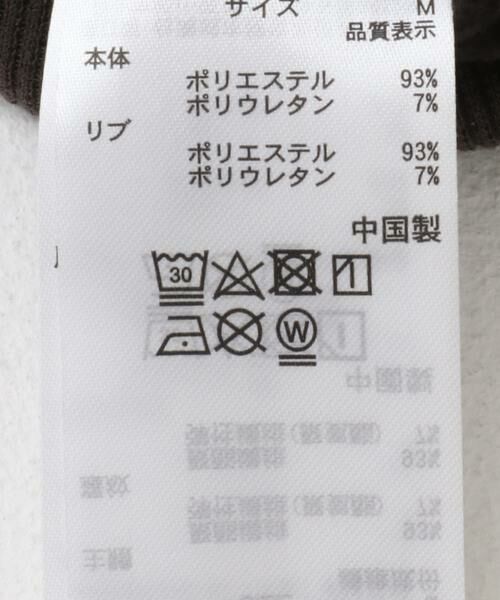 サイズ M
品質表示
本体
ポリエステル 93%
ポリウレタン 7%
リブ
ポリエステル 93%
ポリウレタン 7%
中国製
30
W